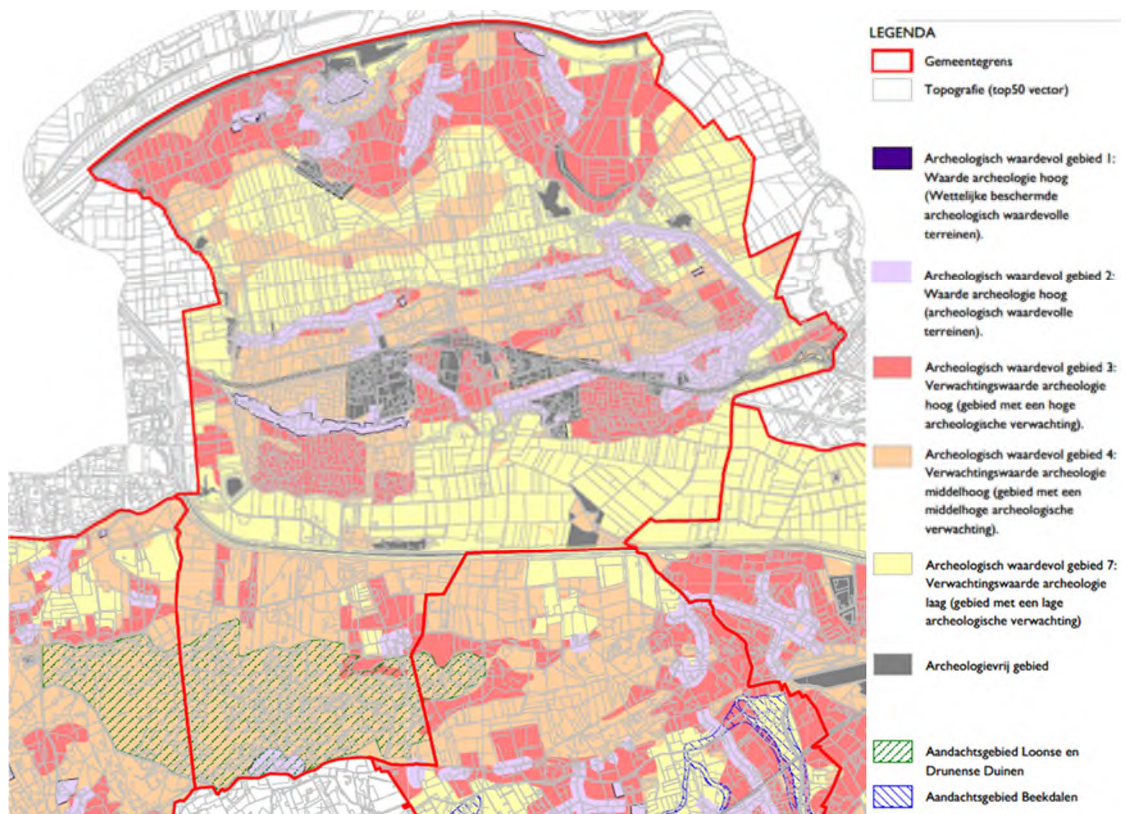 LEGENDA
Gemeentegrens
Topografie (top50 vector)
Archeologisch waardevol gebied 1:
Waarde archeologie hoog
(Wettelijke beschermde
archeologisch waardevolle
terreinen).
Archeologisch waardevol gebied 2:
Waarde archeologie hoog
(archeologisch waardevolle
terreinen).
Archeologisch waardevol gebied 3:
Verwachtingswaarde archeologie
hoog (gebied met een hoge
archeologische verwachting).
Archeologisch waardevol gebied 4:
Verwachtingswaarde archeologie
middelhoog (gebied met een
middelhoge archeologische
verwachting).
Archeologisch waardevol gebied 7:
Verwachtingswaarde archeologie
laag (gebied met een lage
archeologische verwachting)
Archeologievrij gebied
Aandachtsgebied Loonse en
Drunense Duinen
Aandachtsgebied Beekdalen